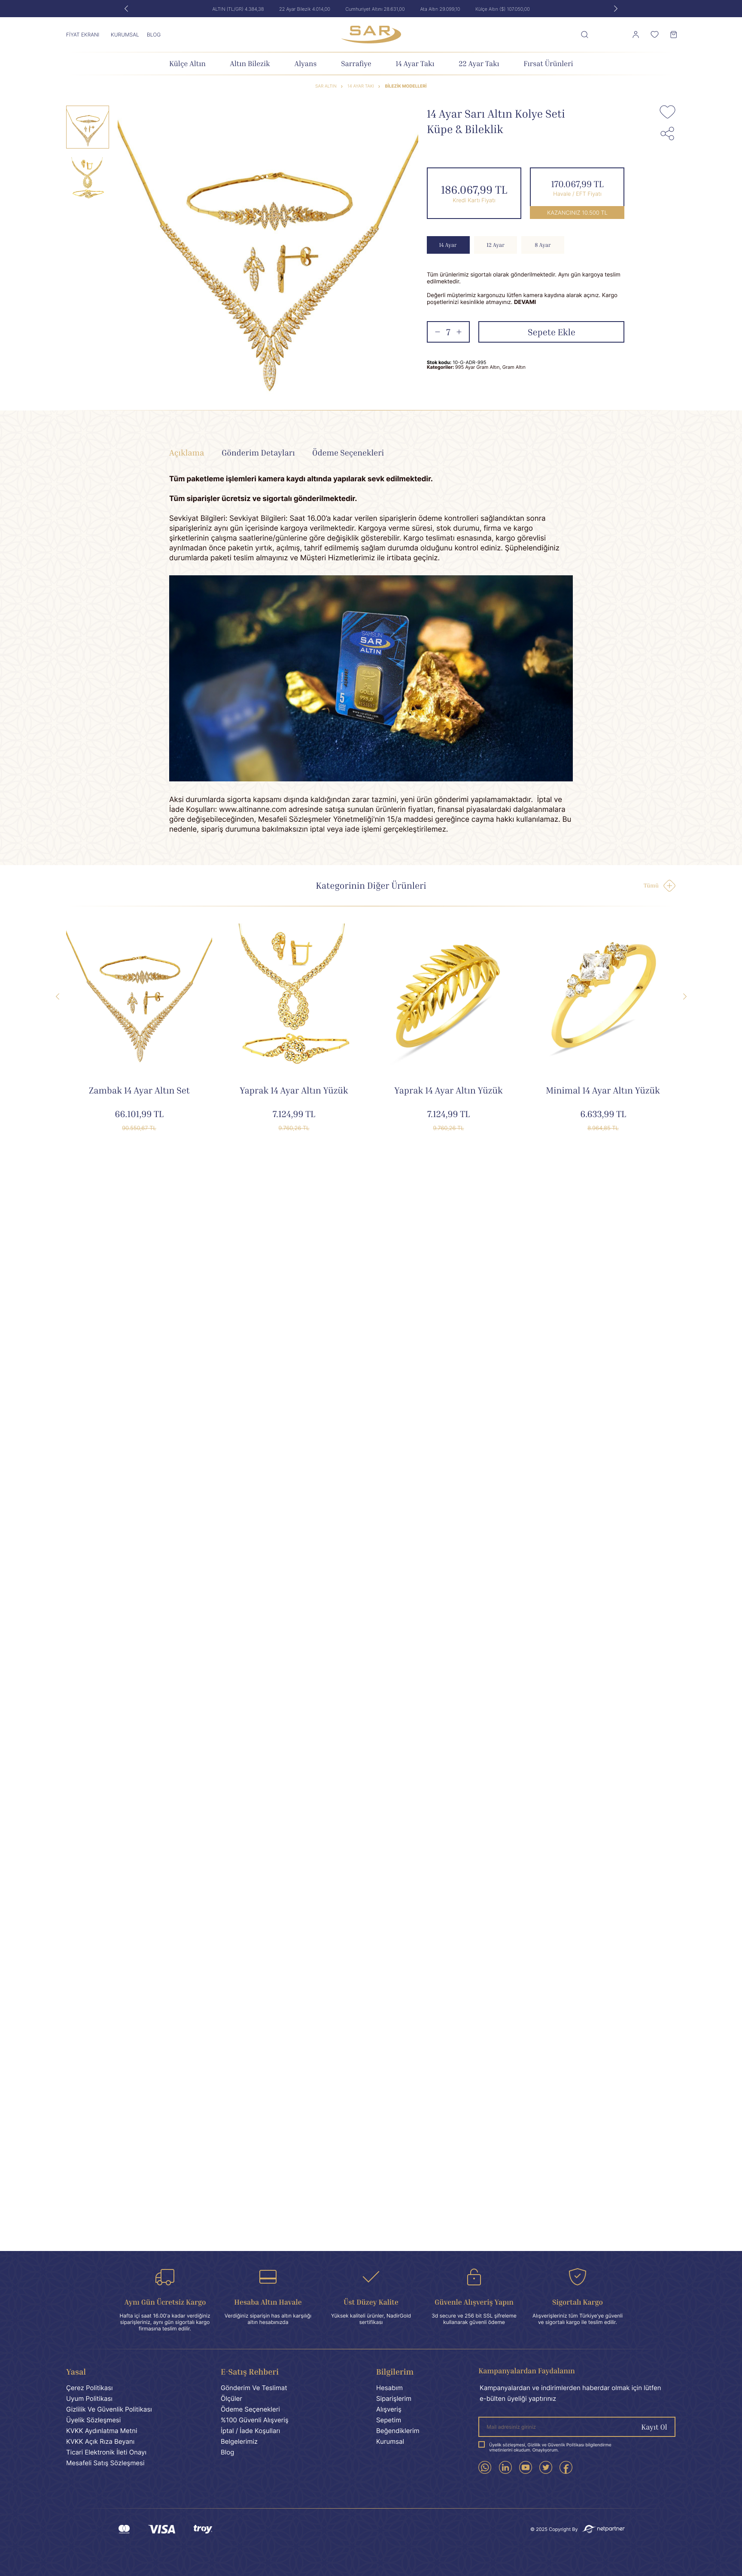 ALTIN (TL/GR) 4.384,38 22 Ayar Bilezik 4.014,00 Cumhuriyet Altını 28.631,00 Ata Altın 29.099,10
FİYAT EKRANI KURUMSAL BLOG
SAR
Külçe Altın Altın Bilezik Alyans Sarrafiye 14 Ayar Takı 22 Ayar Takı Fırsat Ürünleri
SAR ALTIN 14 AYAR TAKI BİLEZİK MODELLERİ
14 Ayar Sarı Altın Kolye Seti
Küpe & Bileklik
186.067,99 TL
Kredi Kartı Fiyatı
170.067,99 TL
Havale / EFT Fiyatı
KAZANCINIZ 10.500 TL
14 Ayar 12 Ayar 8 Ayar
Tüm ürünlerimiz sigortalı olarak gönderilmektedir. Aynı gün kargoya teslim
edilmektedir.
Değerli müşterimiz kargonuzu lütfen kamera kaydına alarak açınız. Kargo
poşetlerinizi kesinlikle atmayınız. DEVAMI
− 7 + Sepete Ekle
Stok kodu: 10-G-ADR-995
Kategoriler: 995 Ayar Gram Altın, Gram Altın
Açıklama Gönderim Detayları Ödeme Seçenekleri
Tüm paketleme işlemleri kamera kaydı altında yapılarak sevk edilmektedir.
Tüm siparişler ücretsiz ve sigortalı gönderilmektedir.
Sevkiyat Bilgileri: Sevkiyat Bilgileri: Saat 16.00'a kadar verilen siparişlerin ödeme kontrolleri sağlandıktan sonra
siparişleriniz aynı gün içerisinde kargoya verilmektedir. Kargoya verme süresi, stok durumu, firma ve kargo
şirketlerinin çalışma saatlerine/günlerine göre değişiklik gösterebilir. Kargo teslimatı esnasında, kargo görevlisi
ayrılmadan önce paketin yırtık, açılmış, tahrif edilmemiş sağlam durumda olduğunu kontrol ediniz. Şüphelendiğiniz
durumlarda paketi teslim almayınız ve Müşteri Hizmetlerimiz ile irtibata geçiniz.
SAR
ALTIN
5
Aksi durumlarda sigorta kapsamı dışında kaldığından zarar tazmini, yeni ürün gönderimi yapılamamaktadır. İptal ve
İade Koşulları: www.altinanne.com adresinde satışa sunulan ürünlerin fiyatları, finansal piyasalardaki dalgalanmalara
göre değişebileceğinden, Mesafeli Sözleşmeler Yönetmeliği'nin 15/a maddesi gereğince cayma hakkı kullanılamaz. Bu
nedenle, sipariş durumuna bakılmaksızın iptal veya iade işlemi gerçekleştirilemez.
Kategorinin Diğer Ürünleri
Tümü
Zambak 14 Ayar Altın Set Yaprak 14 Ayar Altın Yüzük Yaprak 14 Ayar Altın Yüzük Minimal 14 Ayar Altın Yüzük
66.101,99 TL 7.124,99 TL 7.124,99 TL 6.633,99 TL
Aynı Gün Ücretsiz Kargo
Hafta içi saat 16.00'a kadar verdiğiniz
siparişleriniz, aynı gün sigortalı kargo
firmasına teslim edilir.
Hesaba Altın Havale
Verdiğiniz siparişin has altın karşılığı
altın hesabınızda
Üst Düzey Kalite
Yüksek kaliteli ürünler, NadirGold
sertifikası
Güvenle Alışveriş Yapın
3d secure ve 256 bit SSL şifreleme
kullanarak güvenli ödeme
Sigortalı Kargo
Alışverişleriniz tüm Türkiye'ye güvenli
ve sigortalı kargo ile teslim edilir.
Yasal
Çerez Politikası
Uyum Politikası
Gizlilik Ve Güvenlik Politikası
Üyelik Sözleşmesi
KVKK Aydınlatma Metni
KVKK Açık Rıza Beyanı
Ticari Elektronik İleti Onayı
Mesafeli Satış Sözleşmesi
E-Satış Rehberi
Gönderim Ve Teslimat
Ölçüler
Ödeme Seçenekleri
%100 Güvenli Alışveriş
İptal / İade Koşulları
Belgelerimiz
Blog
Bilgilerim
Hesabım
Siparişlerim
Alışveriş
Sepetim
Beğendiklerim
Kurumsal
Kampanyalardan Faydalanın
Kampanyalardan ve indirimlerden haberdar olmak için lütfen
e-bülten üyeliği yaptırınız
Mail adresinizi giriniz Kayıt Ol
Üyelik sözleşmesi, Gizlilik ve Güvenlik Politikası bilgilendirme
VISA troy
© 2025 Copyright By netpartner